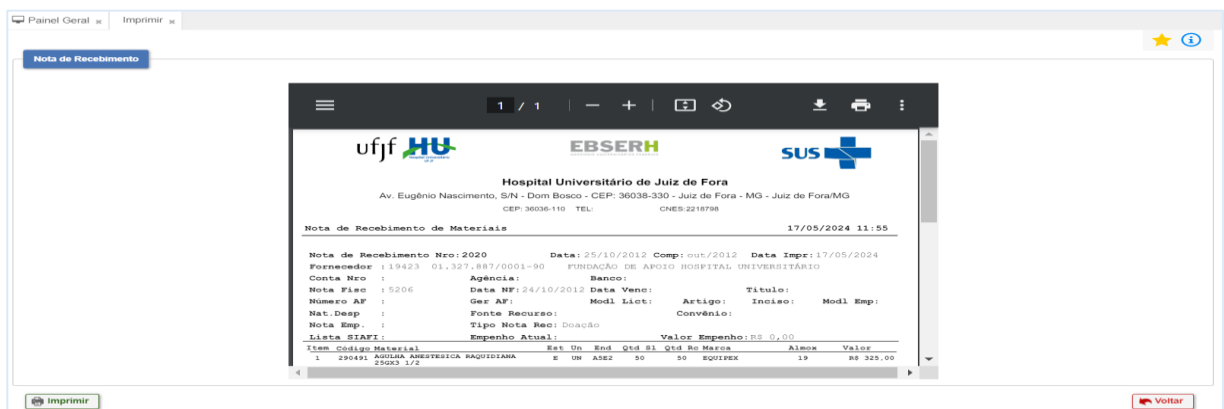 Painel Geral x Imprimir x
Nota de Recebimento
1 / 1
ufjf HU EBSERH SUS
Hospital Universitário de Juiz de Fora
Av. Eugênio Nascimento, S/N - Dom Bosco - CEP: 36038-330 - Juiz de Fora - MG - Juiz de Fora/MG
CEP: 36036-110 TEL: CNES:2218798
Nota de Recebimento de Materiais 17/05/2024 11:55
Nota de Recebimento Nro:2020 Data:25/10/2012 Comp:out/2012 Data Impr:17/05/2024
Fornecedor :19423 01.327.887/0001-90 FUNDAÇÃO DE APOIO HOSPITAL UNIVERSITÁRIO
Conta Nro : Agência: Banco:
Nota Fisc :5206 Data NF:24/10/2012 Data Venc: Título:
Número AF : Ger AF: Modl Lict: Artigo: Inciso: Modl Emp:
Nat.Desp : Fonte Recurso: Convênio:
Nota Emp. : Tipo Nota Rec: Doação
Lista SIAFI: Empenho Atual: Valor Empenho:R$ 0,00
Item Código Material Est Un End Qtd Sl Qtd Rc Marca Almox Valor
1 290491 AGULHA ANESTESICA RAQUIDIANA E UN A5E2 50 50 EQUIPEX 19 R$ 325,00
25GX3 1/2
Imprimir Voltar